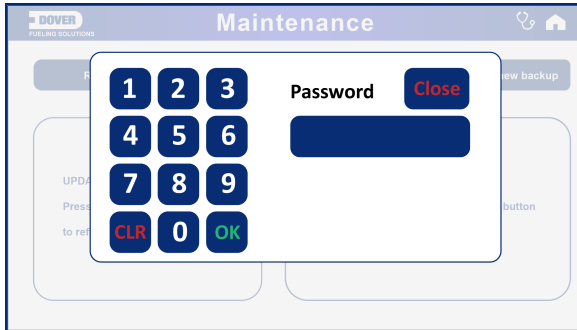 DOVER
FUELING SOLUTIONS
Maintenance
R
ew backup
1 2 3
Password
Close
4 5 6
7 8 9
CLR 0 OK
UPDA
Press
button
to ref